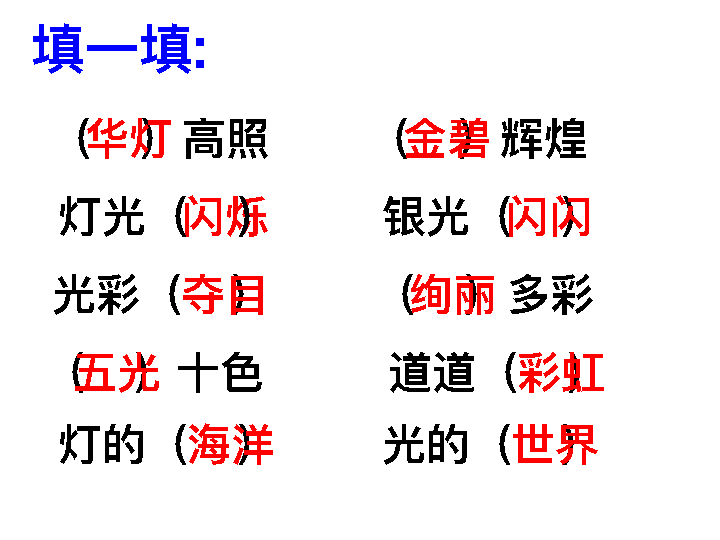 填一填:
（华灯）高照 （金碧）辉煌
灯光（闪烁） 银光（闪闪）
光彩（夺目） （绚丽）多彩
（五光）十色 道道（彩虹）
灯的（海洋） 光的（世界）